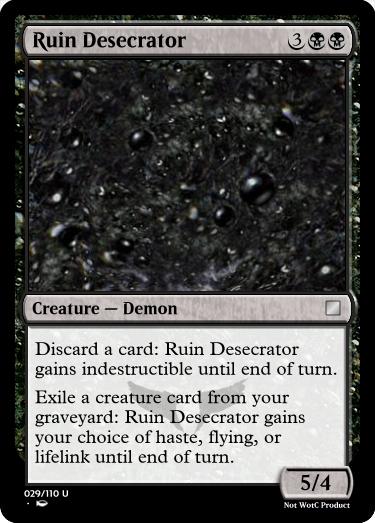 Ruin Desecrator 3
Creature — Demon
Discard a card: Ruin Desecrator
gains indestructible until end of turn.
Exile a creature card from your
graveyard: Ruin Desecrator gains
your choice of haste, flying, or
lifelink until end of turn.
5/4
029/110 U
Not WotC Product